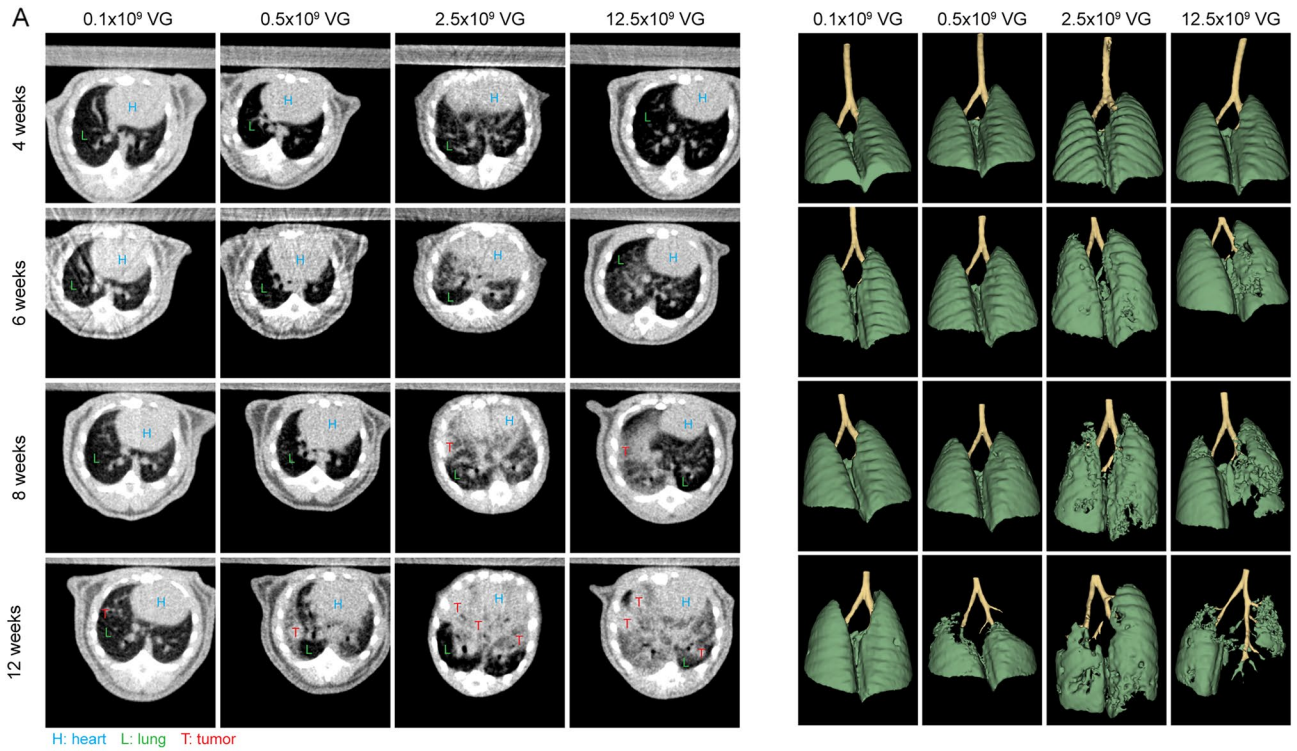 A
0.1x10⁹ VG 0.5x10⁹ VG 2.5x10⁹ VG 12.5x10⁹ VG 0.1x10⁹ VG 0.5x10⁹ VG 2.5x10⁹ VG 12.5x10⁹ VG
4 weeks
H H H H
L L L L
6 weeks
H H H H
L L L L
8 weeks
H H H H
T T
L L L L
12 weeks
H H H H
T T T T T T T T
L L L L
H: heart L: lung T: tumor